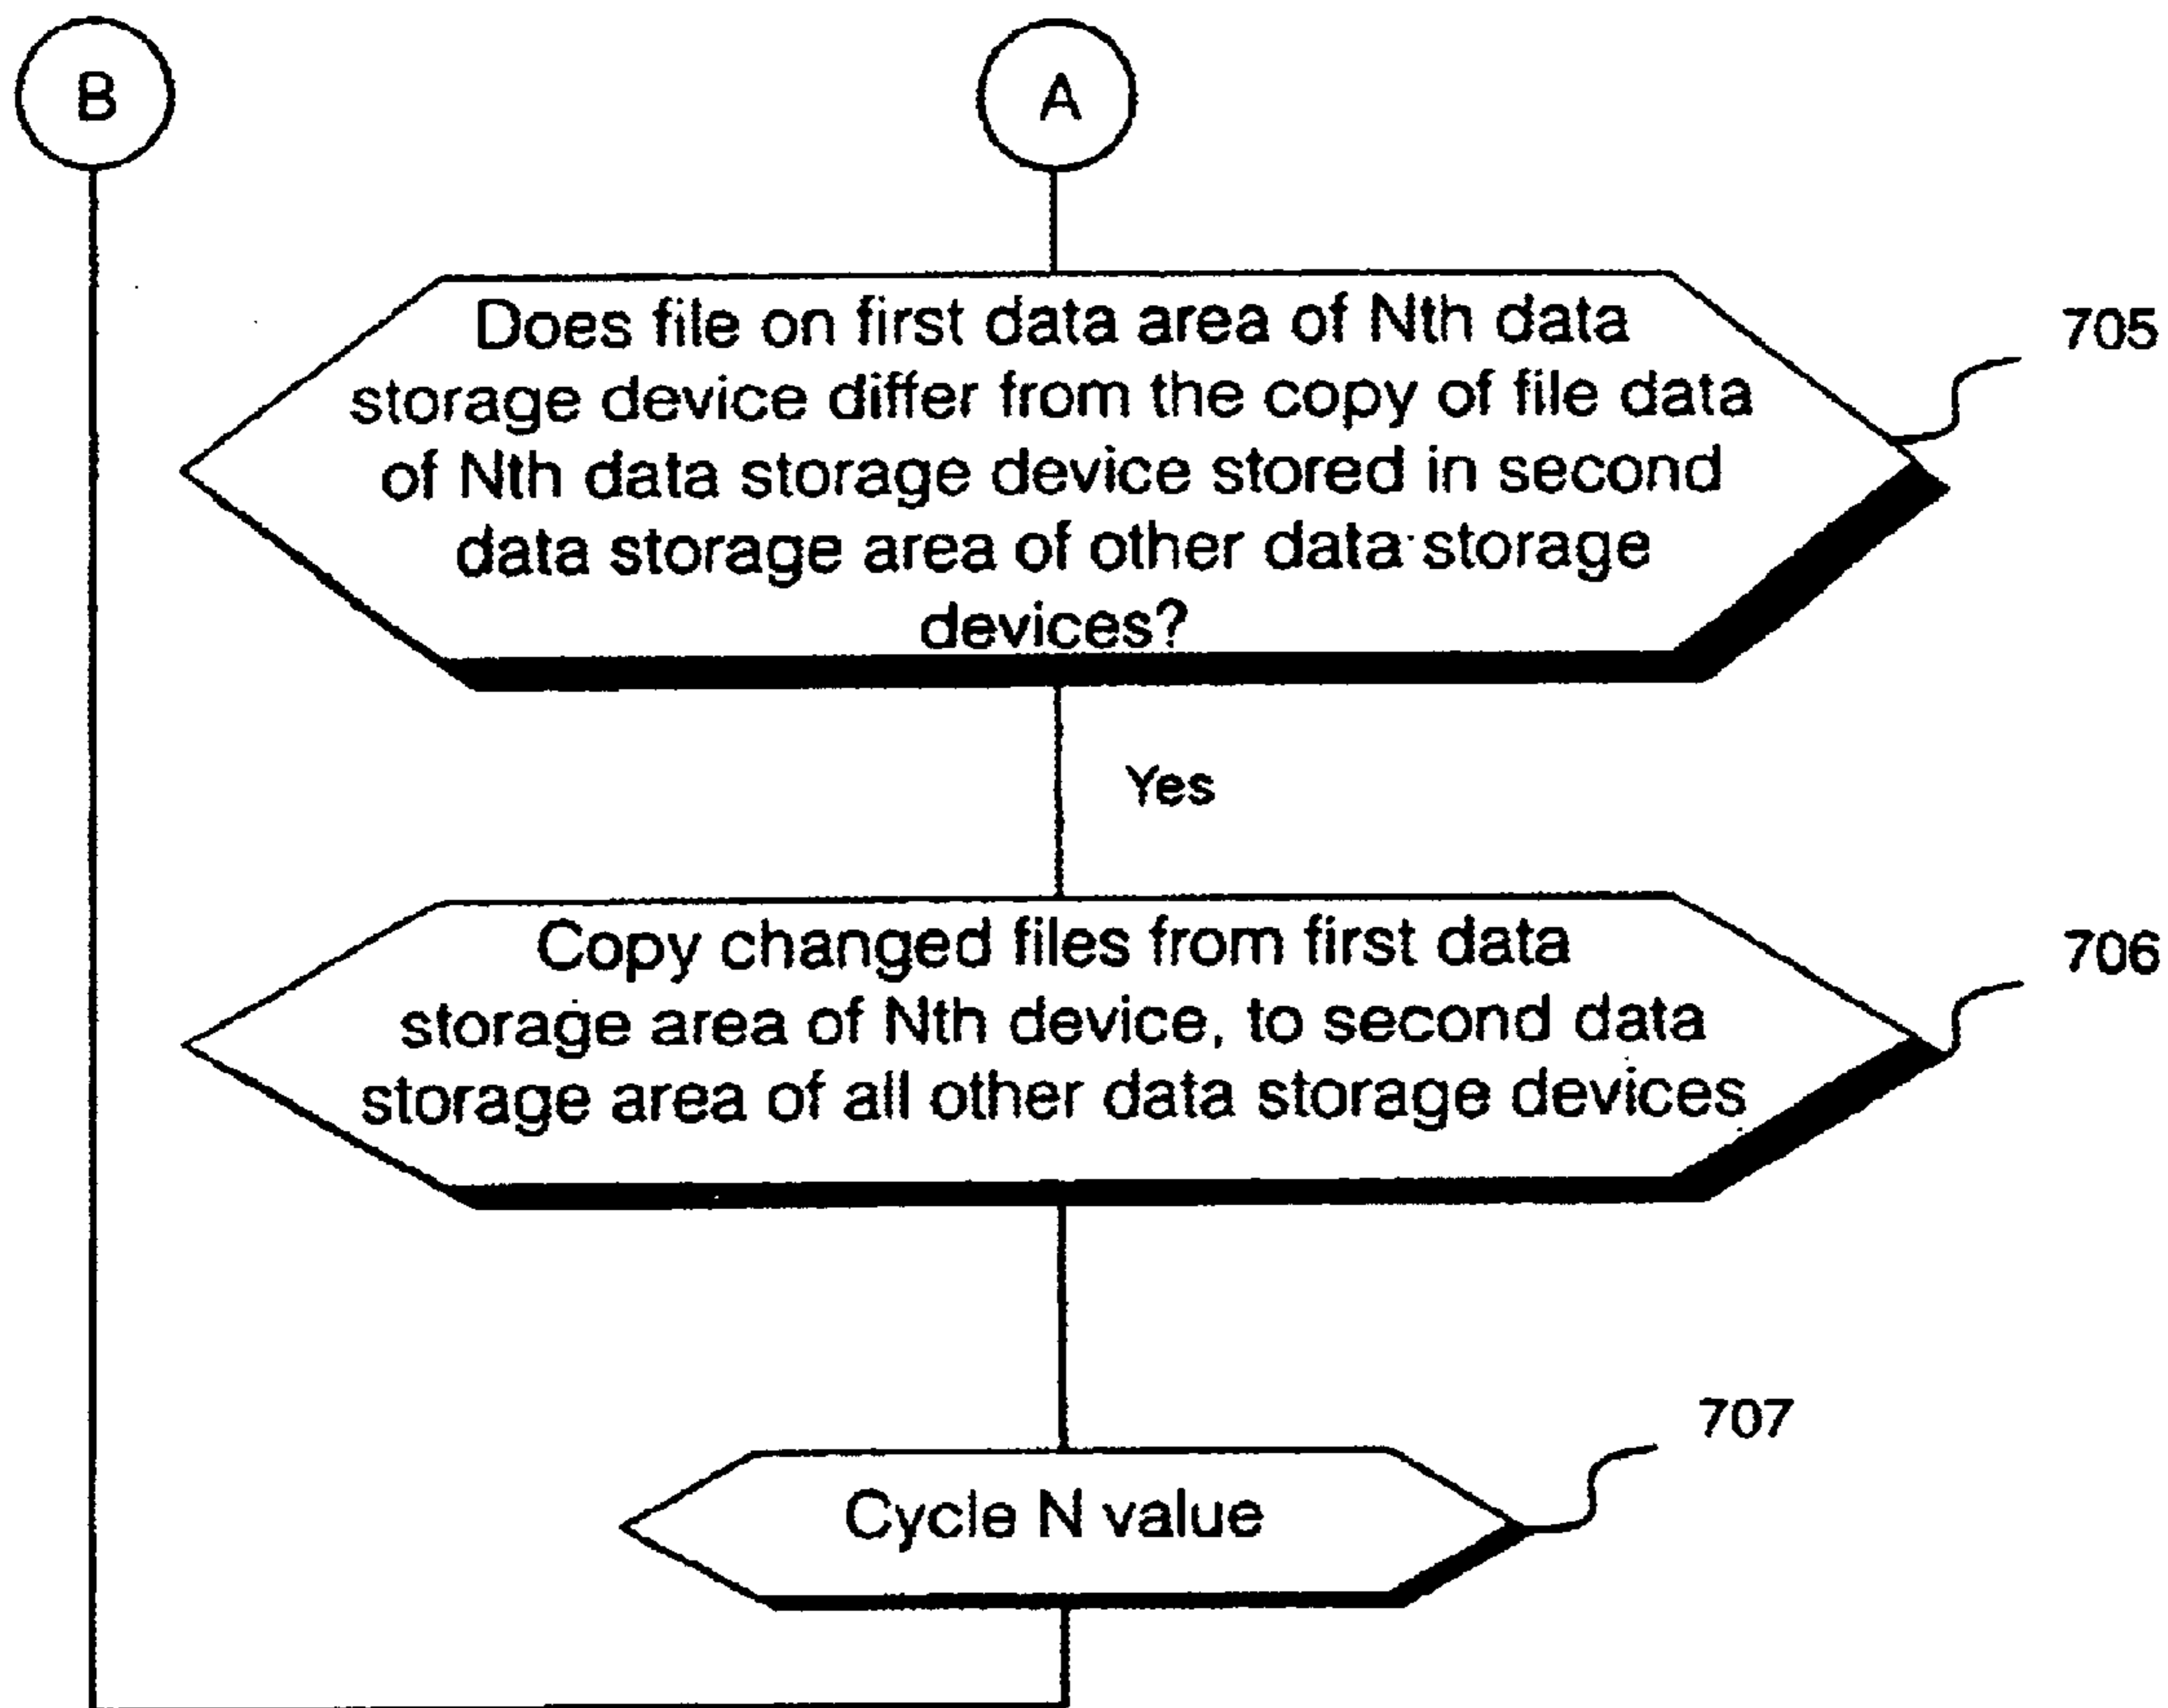 B
A
Does file on first data area of Nth data
storage device differ from the copy of file data
of Nth data storage device stored in second
data storage area of other data storage
devices?
705
Yes
Copy changed files from first data
storage area of Nth device, to second data
storage area of all other data storage devices
706
Cycle N value
707